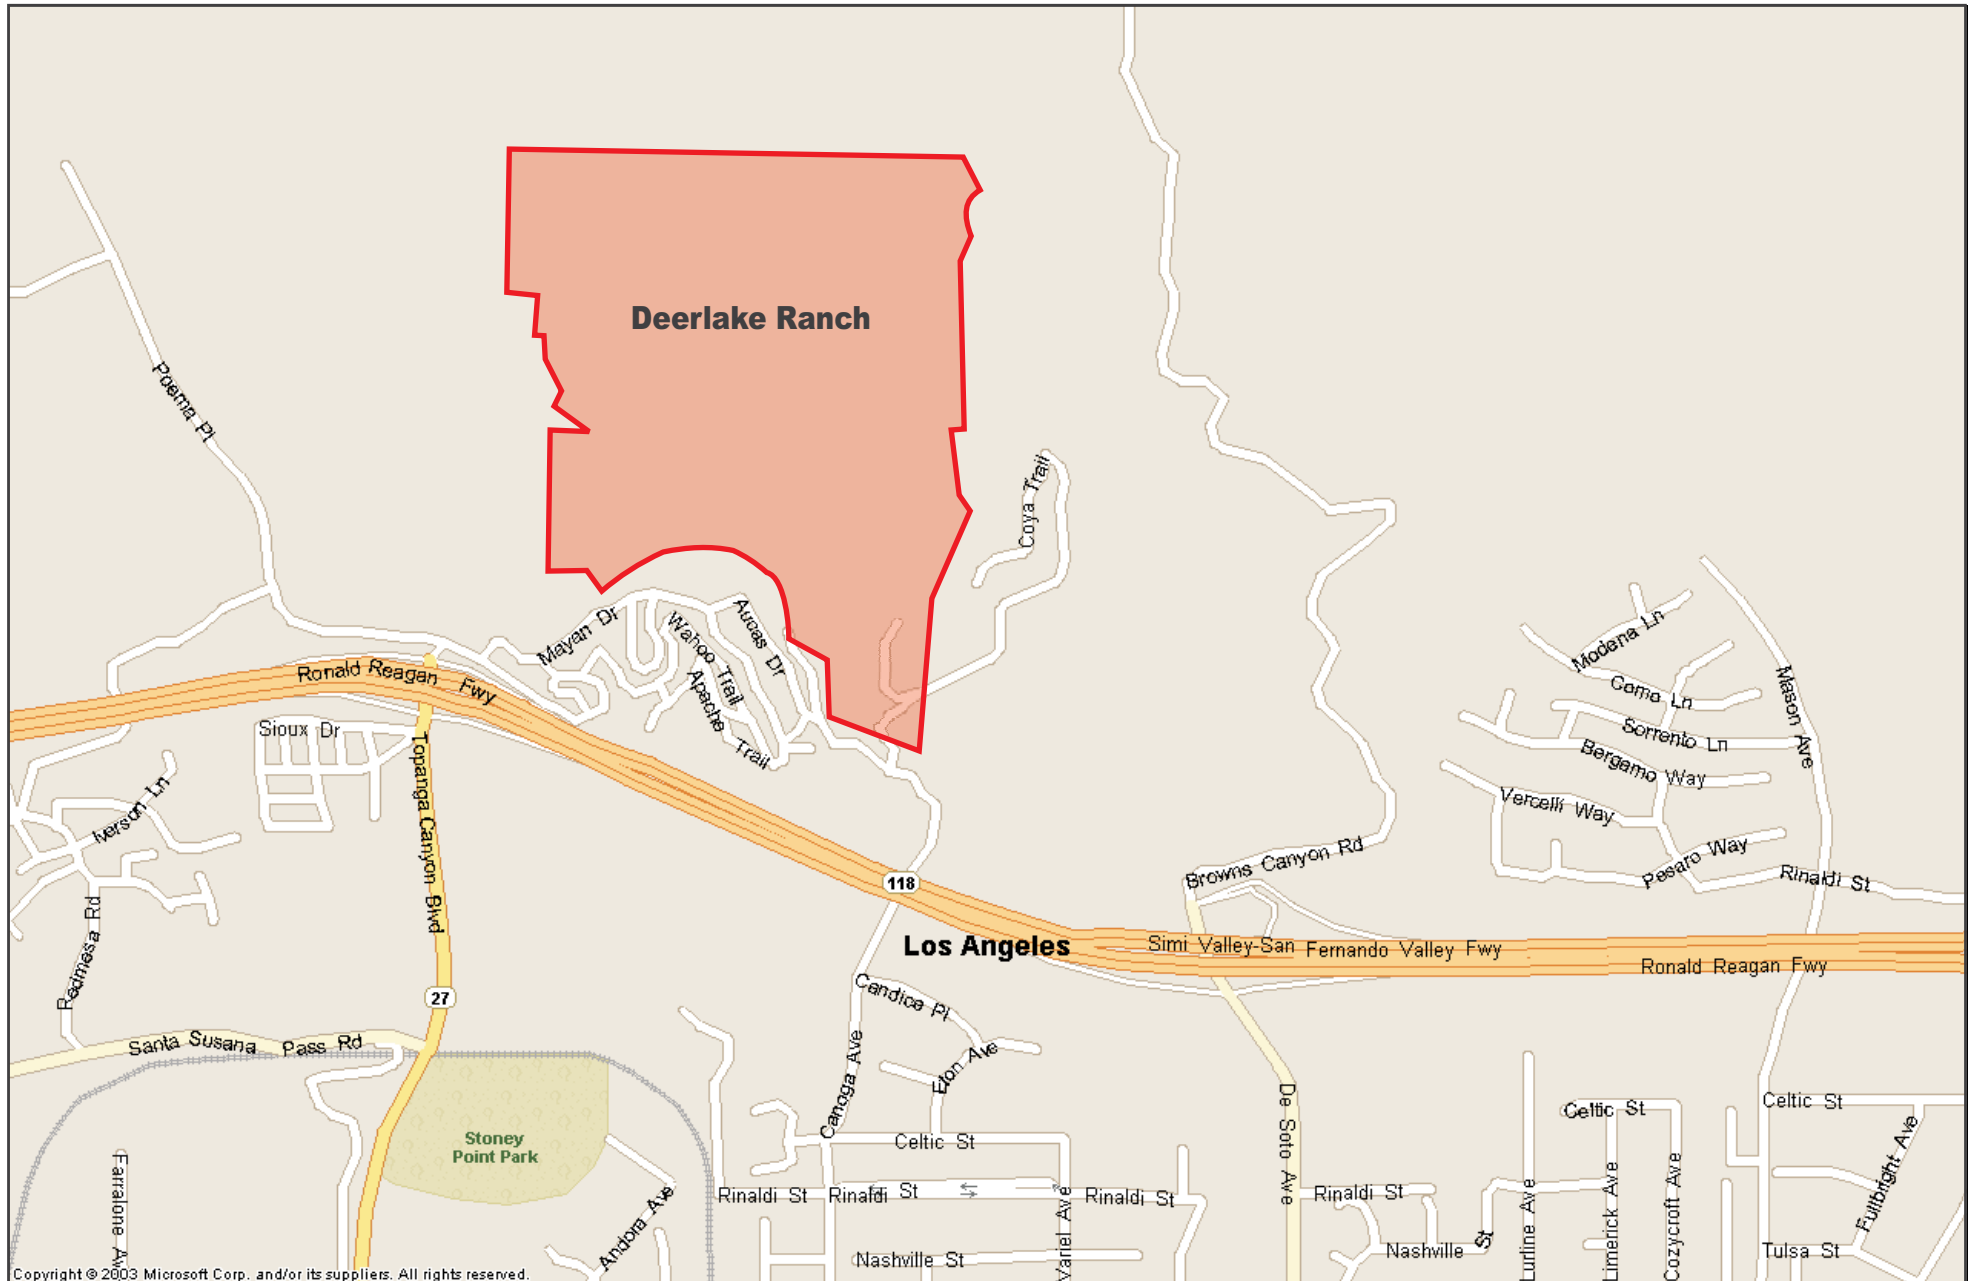 Deerlake Ranch
Poema Pl
Coya Trail
Mayan Dr
Wahoo Trail
Aucas Dr
Apache Trail
Modena Ln
Como Ln
Sorrento Ln
Mason Ave
Bergamo Way
Vercelli Way
Pesaro Way
Rinaldi St
Ronald Reagan Fwy
Sioux Dr
Topanga Canyon Blvd
Iverson Ln
118
Browns Canyon Rd
Redmesa Rd
Los Angeles
Simi Valley-San Fernando Valley Fwy
Ronald Reagan Fwy
27
Candice Pl
Santa Susana Pass Rd
Canoga Ave
Eton Ave
De Soto Ave
Celtic St
Celtic St
Celtic St
Stoney
Point Park
Farralone Av
Andora Ave
Rinaldi St
Rinaldi St
Rinaldi St
Rinaldi St
Variel Ave
Lurline Ave
Limerick Ave
Cozycroft Ave
Fullbright Ave
Nashville St
Nashville St
Tulsa St
Copyright © 2003 Microsoft Corp. and/or its suppliers. All rights reserved.